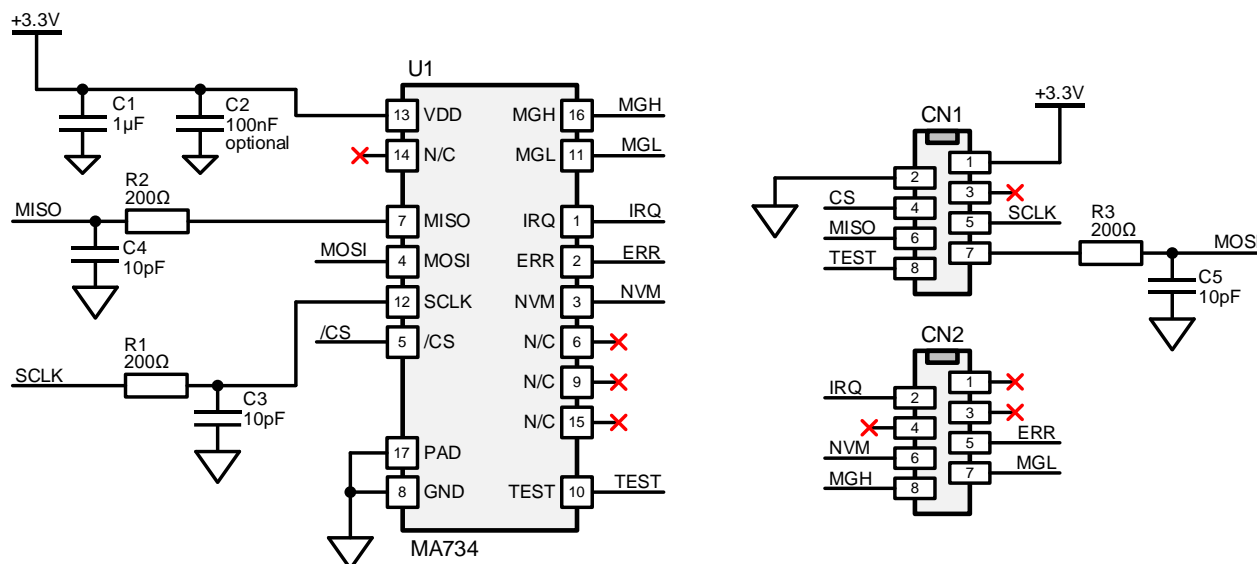 +3.3V
C1
1µF
C2
100nF
optional
U1
13 VDD
14 N/C
7 MISO
4 MOSI
12 SCLK
5 /CS
17 PAD
8 GND
MGH 16 MGH
MGL 11 MGL
IRQ 1 IRQ
ERR 2 ERR
NVM 3 NVM
N/C 6
N/C 9
N/C 15
TEST 10 TEST
MA734
MISO
R2
200Ω
C4
10pF
MOSI
/CS
SCLK
R1
200Ω
C3
10pF
+3.3V
CN1
1
2
3
CS 4
5 SCLK
MISO 6
7
TEST 8
R3
200Ω
MOSI
C5
10pF
CN2
1
IRQ 2
3
4
5 ERR
NVM 6
7 MGL
MGH 8